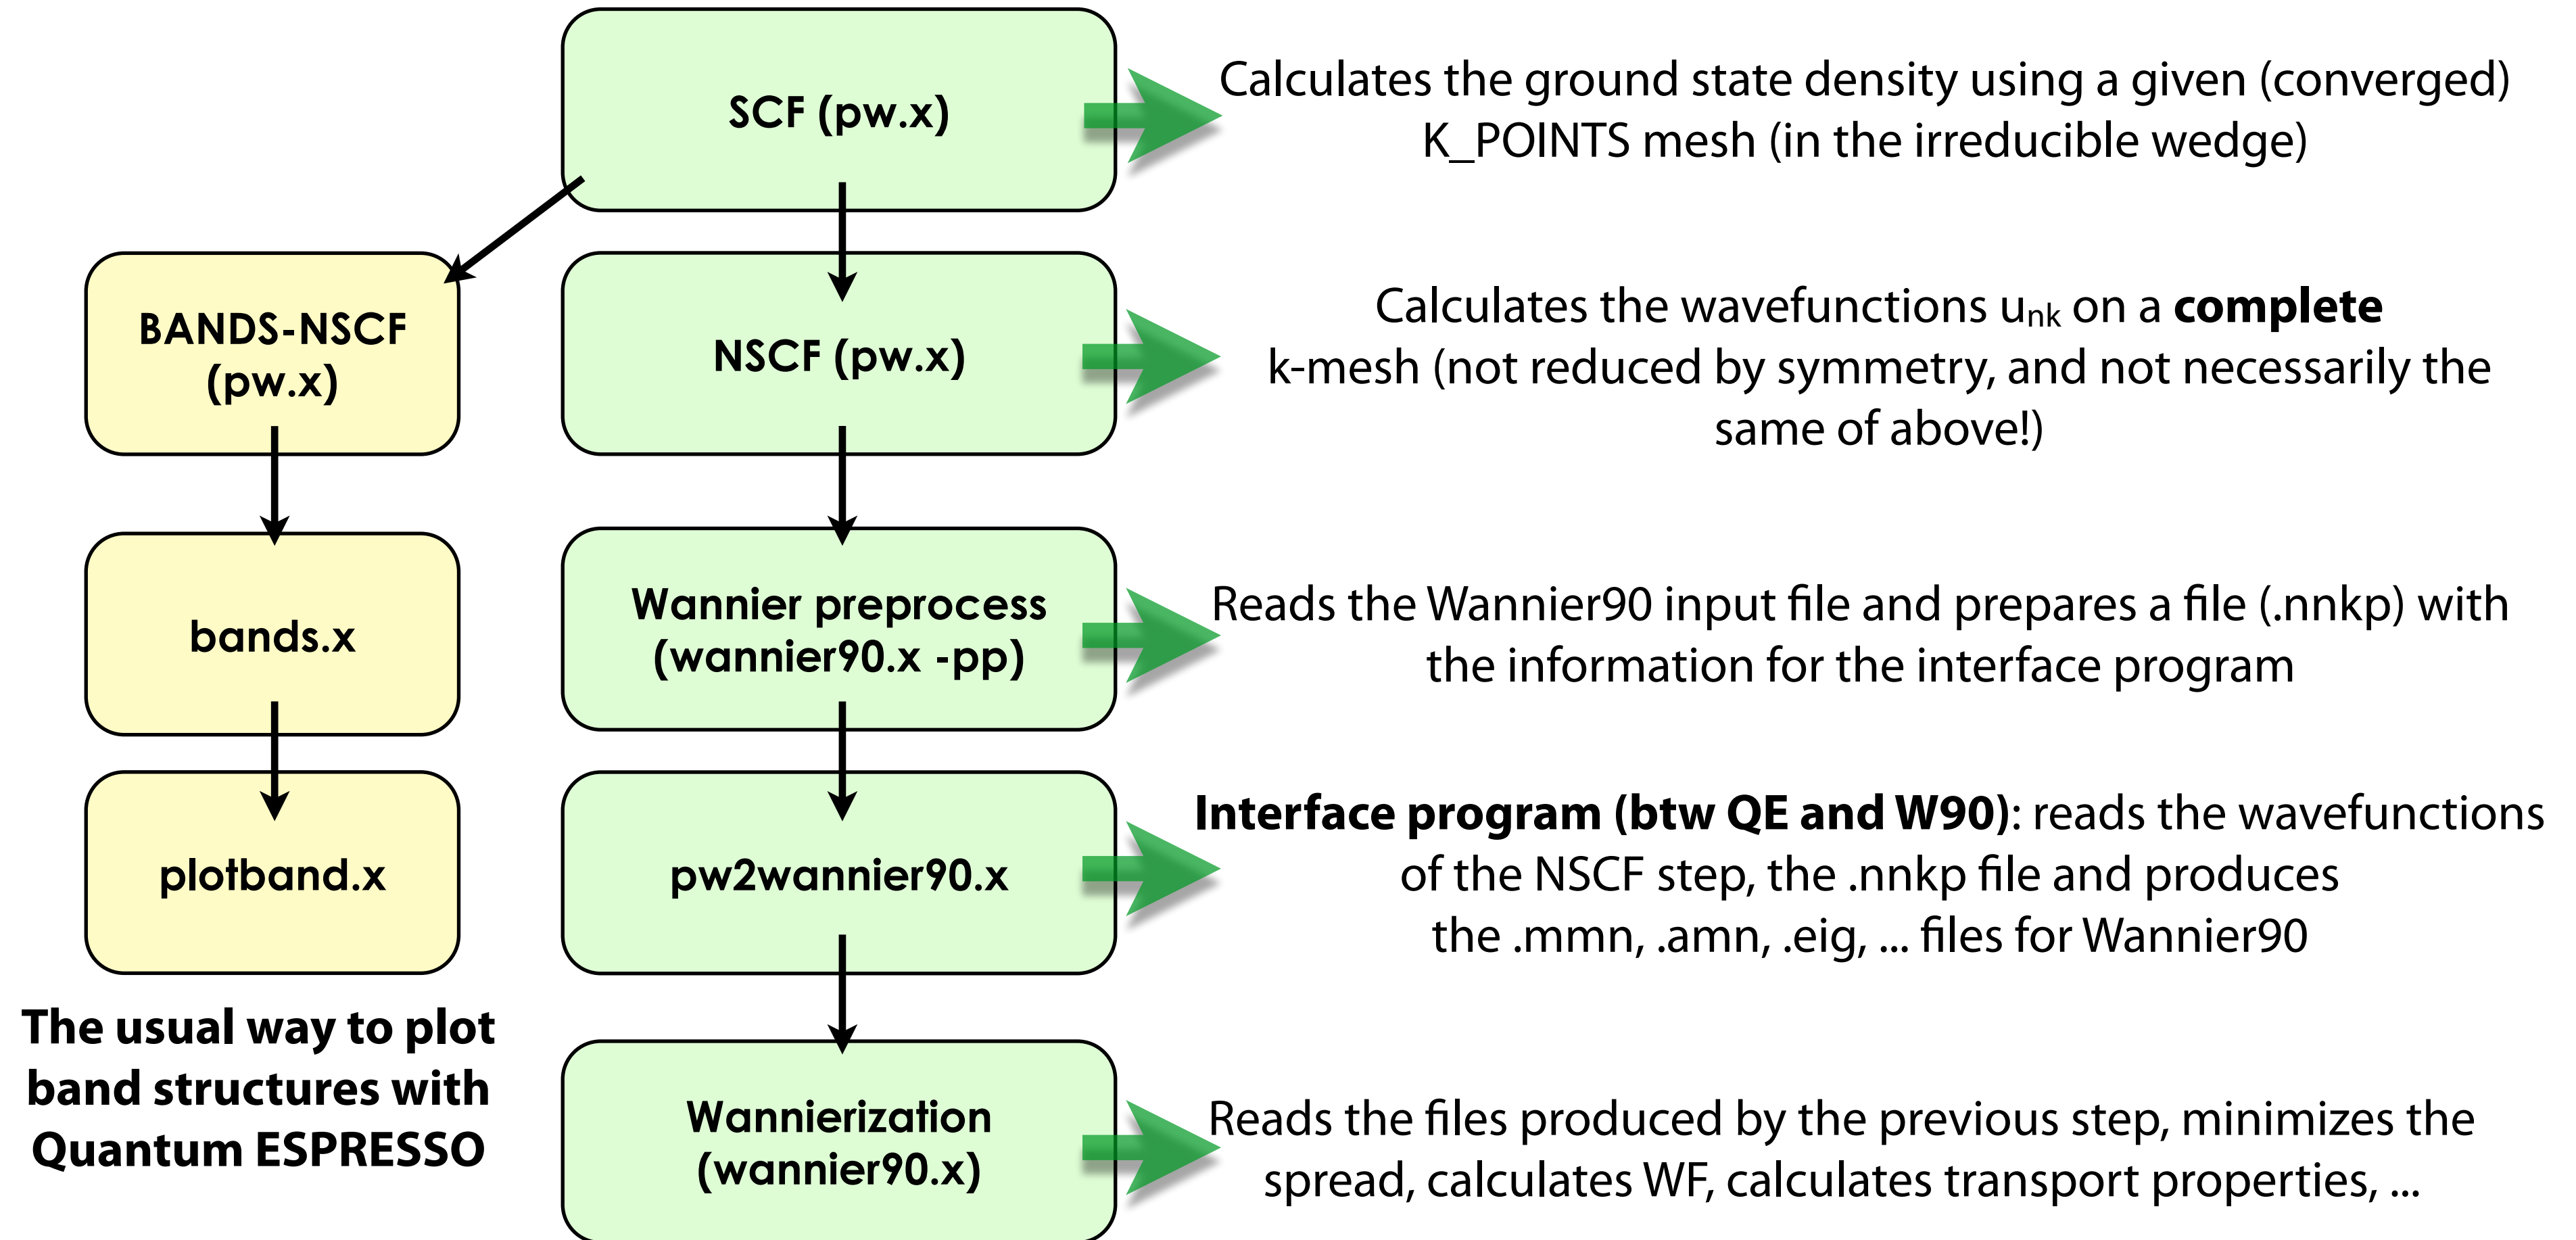 SCF (pw.x)
Calculates the ground state density using a given (converged)
K_POINTS mesh (in the irreducible wedge)
BANDS-NSCF
(pw.x)
NSCF (pw.x)
Calculates the wavefunctions unk on a complete
k-mesh (not reduced by symmetry, and not necessarily the
same of above!)
bands.x
Wannier preprocess
(wannier90.x -pp)
Reads the Wannier90 input file and prepares a file (.nnkp) with
the information for the interface program
plotband.x
pw2wannier90.x
Interface program (btw QE and W90): reads the wavefunctions
of the NSCF step, the .nnkp file and produces
the .mmn, .amn, .eig, ... files for Wannier90
The usual way to plot
band structures with
Quantum ESPRESSO
Wannierization
(wannier90.x)
Reads the files produced by the previous step, minimizes the
spread, calculates WF, calculates transport properties, ...